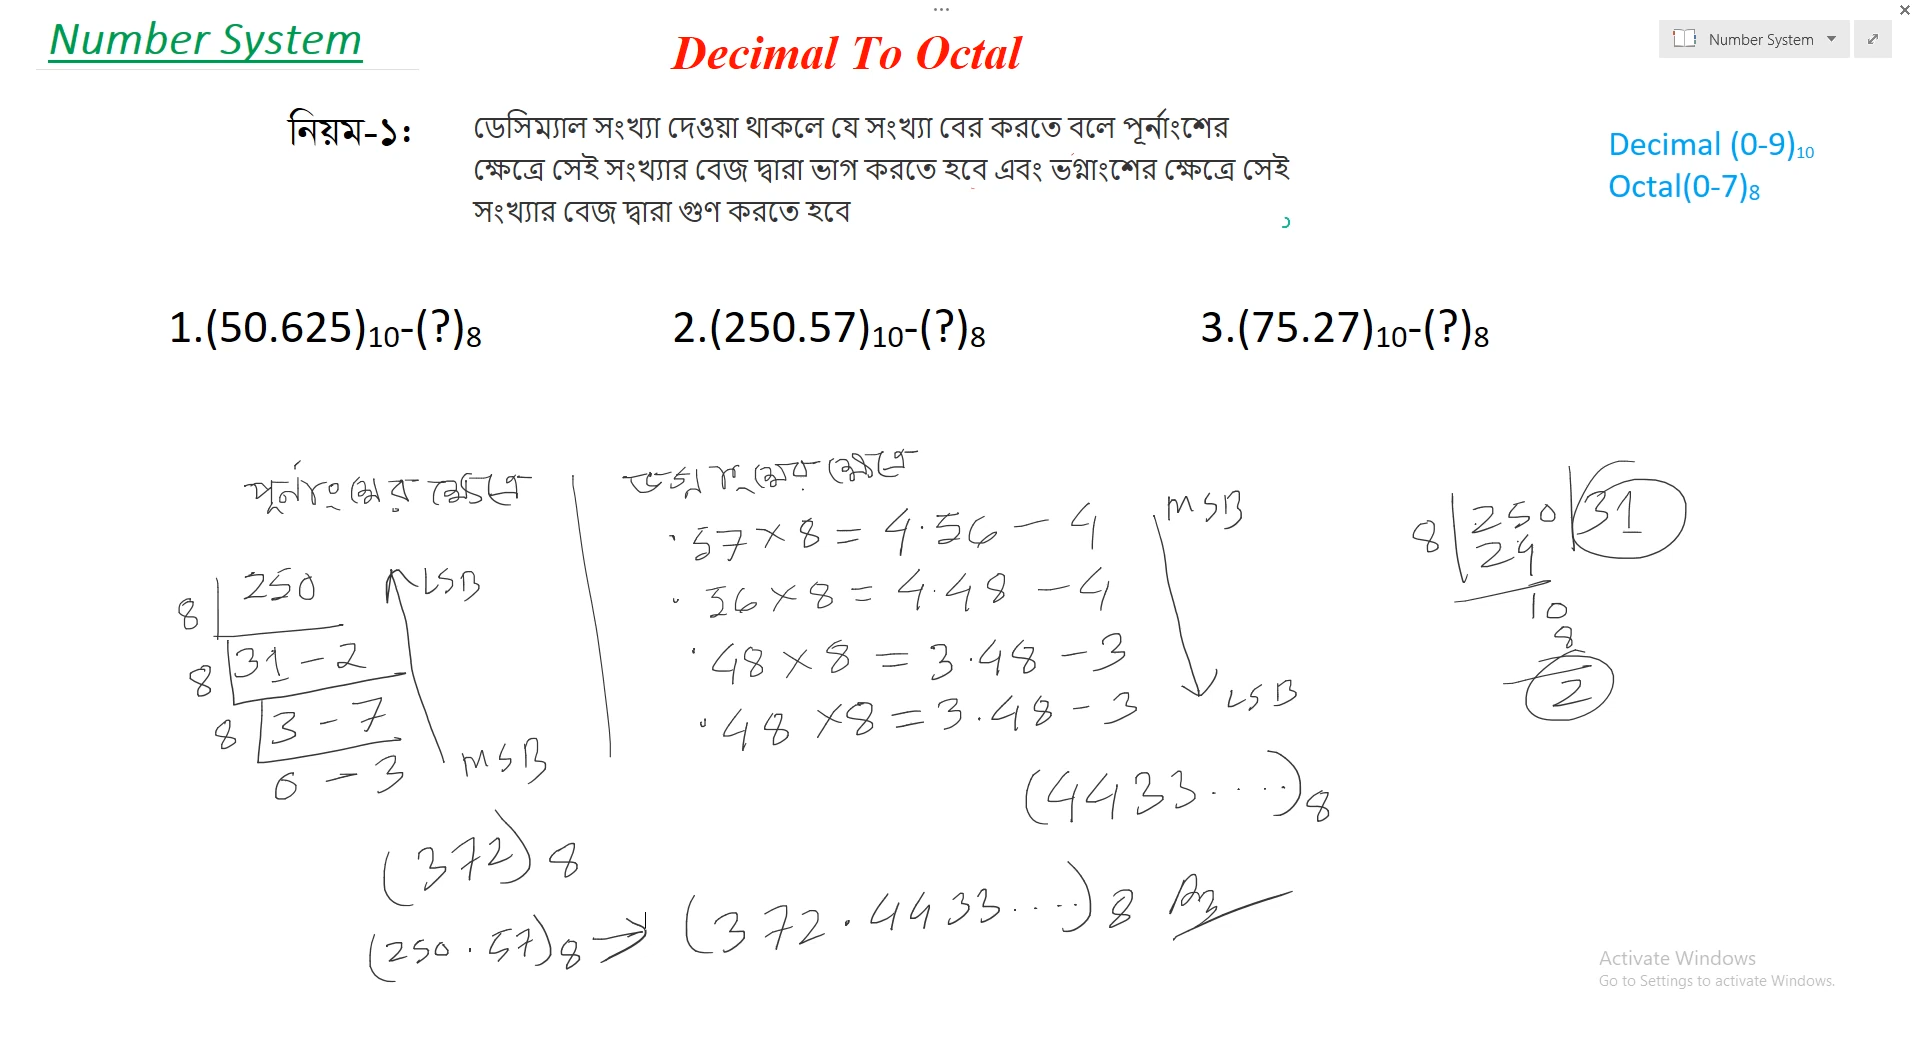 Number System
Decimal To Octal
Number System
নিয়ম-১ঃ
ডেসিম্যাল সংখ্যা দেওয়া থাকলে যে সংখ্যা বের করতে বলে পূর্নাংশের
ক্ষেত্রে সেই সংখ্যার বেজ দ্বারা ভাগ করতে হবে এবং ভগ্নাংশের ক্ষেত্রে সেই
সংখ্যার বেজ দ্বারা গুণ করতে হবে
Decimal (0-9)10
Octal(0-7)8
1.(50.625)10-(?)8
2.(250.57)10-(?)8
3.(75.27)10-(?)8
পূর্নাংশের ক্ষেত্রে
8 250
8 31 - 2
8 3 - 7
0 - 3
LSB
MSB
(372)8
ভগ্নাংশের ক্ষেত্রে
.57 × 8 = 4.56 - 4
.56 × 8 = 4.48 - 4
.48 × 8 = 3.48 - 3
.48 × 8 = 3.48 - 3
MSB
LSB
(4433....)8
8 250 31
24
10
8
2
(250.57)8 → (372.4433....)8
Activate Windows
Go to Settings to activate Windows.